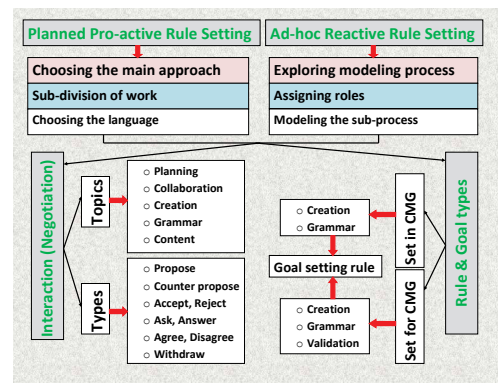 Planned Pro-active Rule Setting
Ad-hoc Reactive Rule Setting
Choosing the main approach
Sub-division of work
Choosing the language
Exploring modeling process
Assigning roles
Modeling the sub-process
Interaction (Negotiation)
Topics
○ Planning
○ Collaboration
○ Creation
○ Grammar
○ Content
Types
○ Propose
○ Counter propose
○ Accept, Reject
○ Ask, Answer
○ Agree, Disagree
○ Withdraw
○ Creation
○ Grammar
Goal setting rule
○ Creation
○ Grammar
○ Validation
Set in CMG
Set for CMG
Rule & Goal types